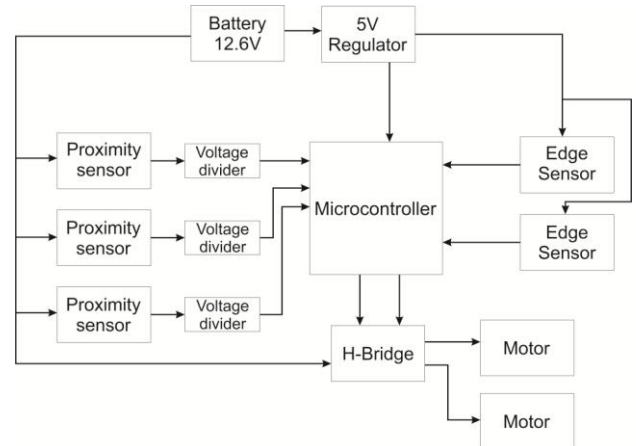 Battery
12.6V
5V
Regulator
Proximity
sensor
Voltage
divider
Microcontroller
Edge
Sensor
Proximity
sensor
Voltage
divider
Edge
Sensor
Proximity
sensor
Voltage
divider
H-Bridge
Motor
Motor